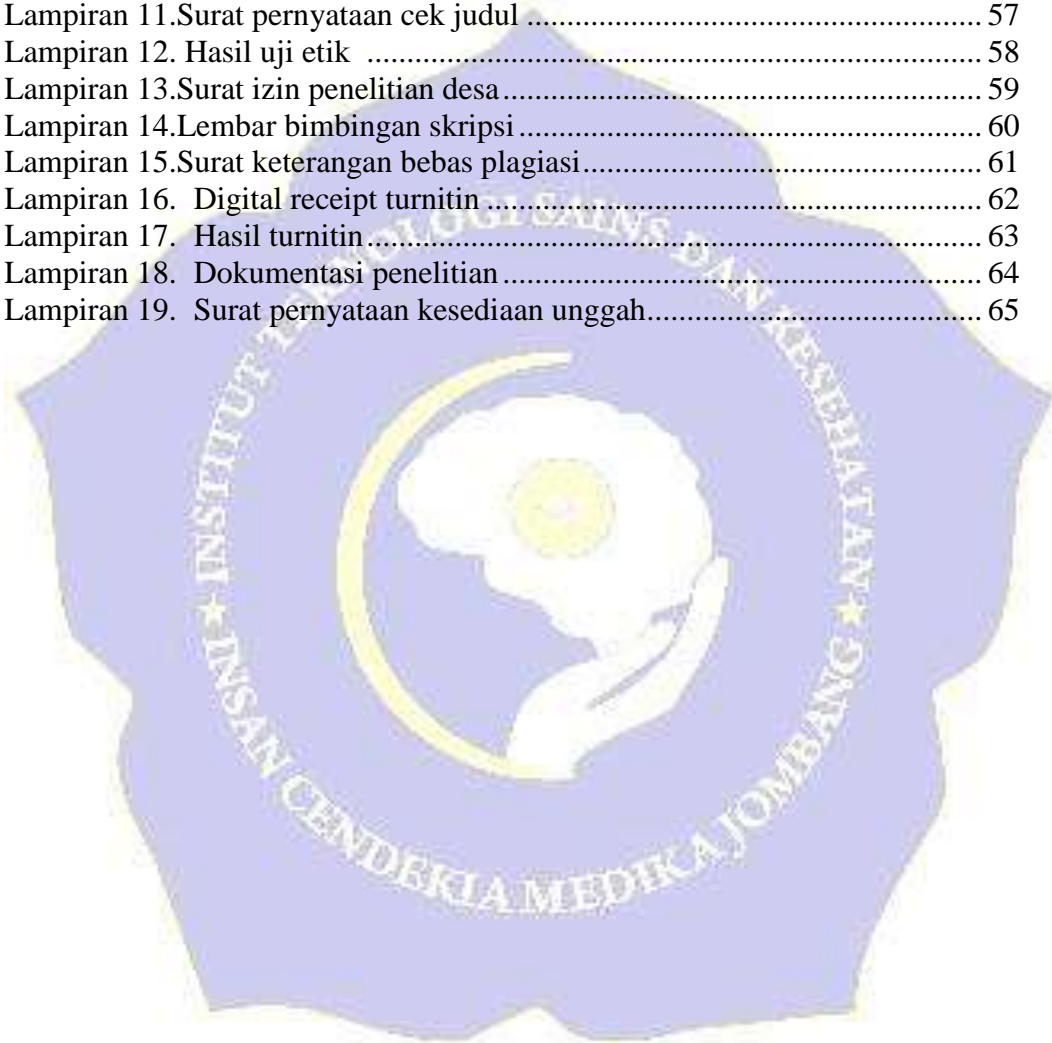 Lampiran 11.Surat pernyataan cek judul ........................................................ 57
Lampiran 12. Hasil uji etik ........................................................................... 58
Lampiran 13.Surat izin penelitian desa ........................................................... 59
Lampiran 14.Lembar bimbingan skripsi ......................................................... 60
Lampiran 15.Surat keterangan bebas plagiasi ................................................. 61
Lampiran 16. Digital receipt turnitin .............................................................. 62
Lampiran 17. Hasil turnitin ........................................................................... 63
Lampiran 18. Dokumentasi penelitian ........................................................... 64
Lampiran 19. Surat pernyataan kesediaan unggah ......................................... 65
INSTITUT TEKNOLOGI SAINS DAN KESEHATAN
INSAN CENDEKIA MEDIKA JOMBANG